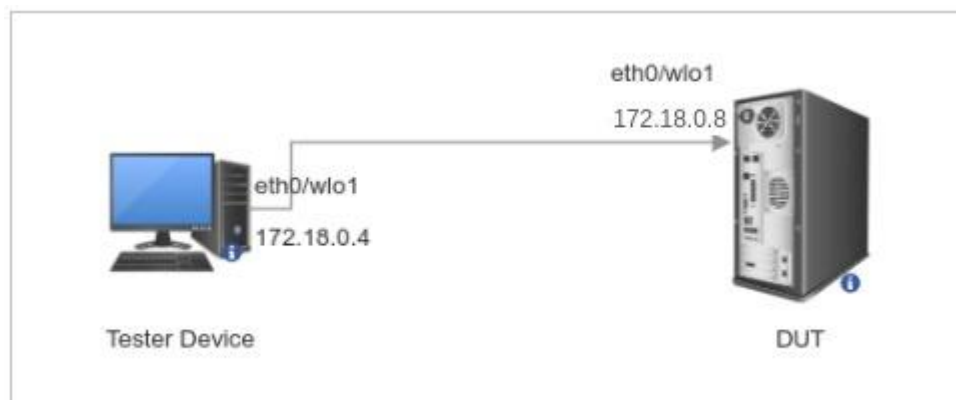 eth0/wlo1
172.18.0.8
eth0/wlo1
172.18.0.4
Tester Device
DUT